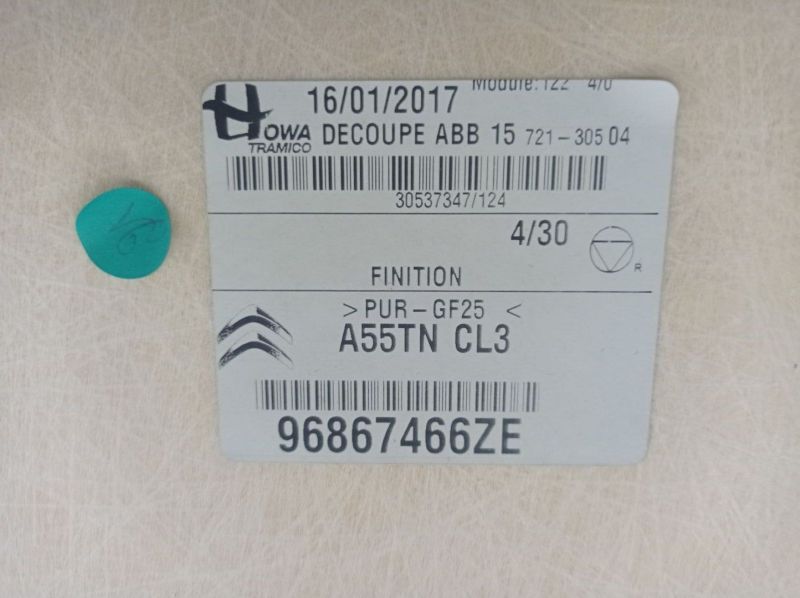 Module:122 4/0
16/01/2017
HOWA
TRAMICO
DECOUPE ABB 15 721-305 04
30537347/124
4/30
R
FINITION
>PUR-GF25 <
A55TN CL3
96867466ZE